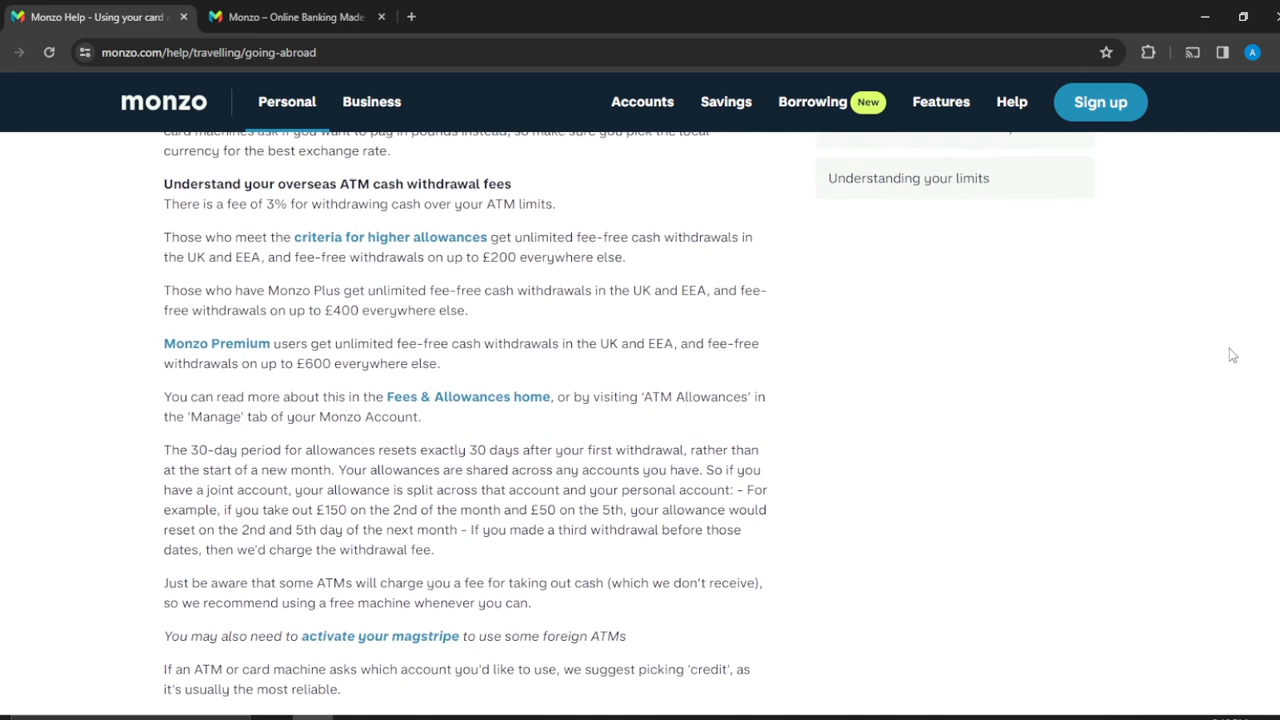 Monzo Help - Using your card
Monzo – Online Banking Made
monzo.com/help/travelling/going-abroad
A
monzo
Personal
Business
Accounts
Savings
Borrowing New
Features
Help
Sign up
card machines ask if you want to pay in pounds instead, so make sure you pick the local
currency for the best exchange rate.
Understanding your limits
Understand your overseas ATM cash withdrawal fees
There is a fee of 3% for withdrawing cash over your ATM limits.
Those who meet the criteria for higher allowances get unlimited fee-free cash withdrawals in
the UK and EEA, and fee-free withdrawals on up to £200 everywhere else.
Those who have Monzo Plus get unlimited fee-free cash withdrawals in the UK and EEA, and fee-
free withdrawals on up to £400 everywhere else.
Monzo Premium users get unlimited fee-free cash withdrawals in the UK and EEA, and fee-free
withdrawals on up to £600 everywhere else.
You can read more about this in the Fees & Allowances home, or by visiting ‘ATM Allowances’ in
the ‘Manage’ tab of your Monzo Account.
The 30-day period for allowances resets exactly 30 days after your first withdrawal, rather than
at the start of a new month. Your allowances are shared across any accounts you have. So if you
have a joint account, your allowance is split across that account and your personal account: - For
example, if you take out £150 on the 2nd of the month and £50 on the 5th, your allowance would
reset on the 2nd and 5th day of the next month - If you made a third withdrawal before those
dates, then we'd charge the withdrawal fee.
Just be aware that some ATMs will charge you a fee for taking out cash (which we don’t receive),
so we recommend using a free machine whenever you can.
You may also need to activate your magstripe to use some foreign ATMs
If an ATM or card machine asks which account you'd like to use, we suggest picking 'credit', as
it's usually the most reliable.